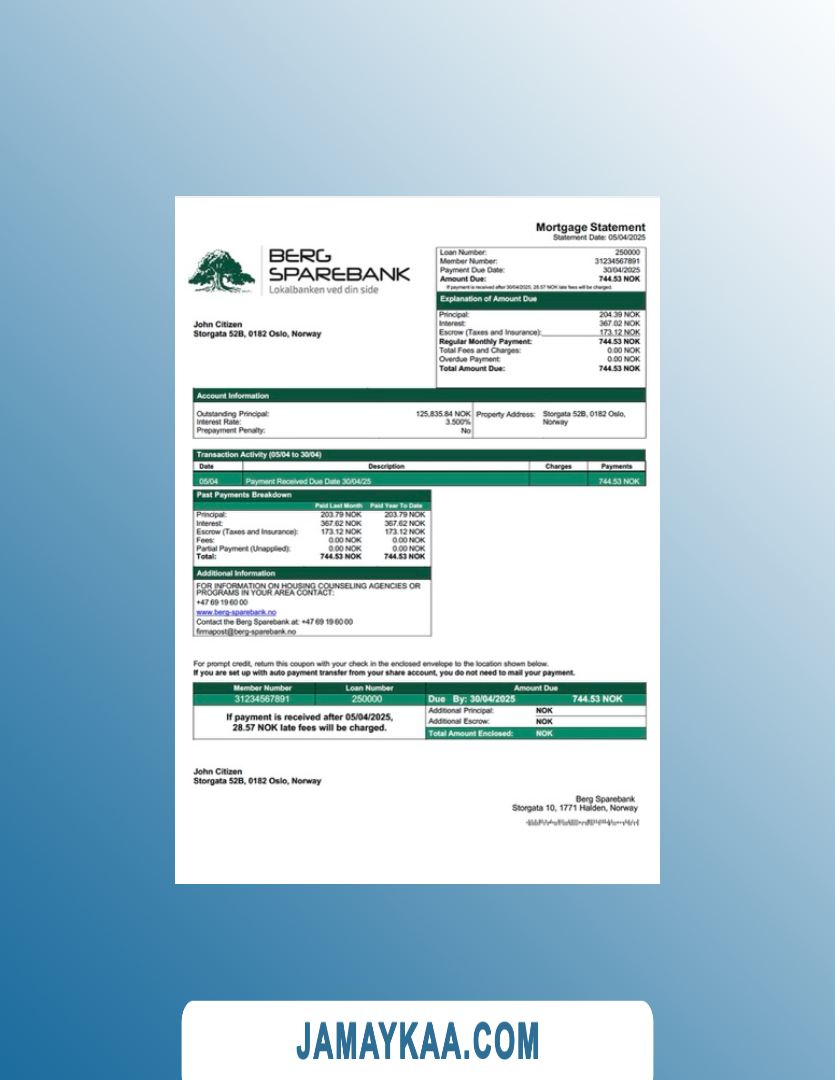 Mortgage Statement
Statement Date: 05/04/2025
BERG
SPAREBANK
Lokalbanken ved din side
Loan Number: 250000
Member Number: 31234567891
Payment Due Date: 30/04/2025
Amount Due: 744.53 NOK
If payment is received after 30/04/2025, 28.57 NOK late fees will be charged.
Explanation of Amount Due
Principal: 204.39 NOK
Interest: 367.02 NOK
Escrow (Taxes and Insurance): 173.12 NOK
Regular Monthly Payment: 744.53 NOK
Total Fees and Charges: 0.00 NOK
Overdue Payment: 0.00 NOK
Total Amount Due: 744.53 NOK
John Citizen
Storgata 52B, 0182 Oslo, Norway
Account Information
Outstanding Principal: 125,835.84 NOK Property Address: Storgata 52B, 0182 Oslo,
Interest Rate: 3.500% Norway
Prepayment Penalty: No
Transaction Activity (05/04 to 30/04)
Date Description Charges Payments
05/04 Payment Received Due Date 30/04/25 744.53 NOK
Past Payments Breakdown
Paid Last Month Paid Year To Date
Principal: 203.79 NOK 203.79 NOK
Interest: 367.62 NOK 367.62 NOK
Escrow (Taxes and Insurance): 173.12 NOK 173.12 NOK
Fees: 0.00 NOK 0.00 NOK
Partial Payment (Unapplied): 0.00 NOK 0.00 NOK
Total: 744.53 NOK 744.53 NOK
Additional Information
FOR INFORMATION ON HOUSING COUNSELING AGENCIES OR
PROGRAMS IN YOUR AREA CONTACT:
+47 69 19 60 00
www.berg-sparebank.no
Contact the Berg Sparebank at: +47 69 19 60 00
firmapost@berg-sparebank.no
For prompt credit, return this coupon with your check in the enclosed envelope to the location shown below.
If you are set up with auto payment transfer from your share account, you do not need to mail your payment.
Member Number Loan Number Amount Due
31234567891 250000 Due By: 30/04/2025 744.53 NOK
If payment is received after 05/04/2025,
28.57 NOK late fees will be charged.
Additional Principal: NOK
Additional Escrow: NOK
Total Amount Enclosed: NOK
John Citizen
Storgata 52B, 0182 Oslo, Norway
Berg Sparebank
Storgata 10, 1771 Halden, Norway
JAMAYKAA.COM